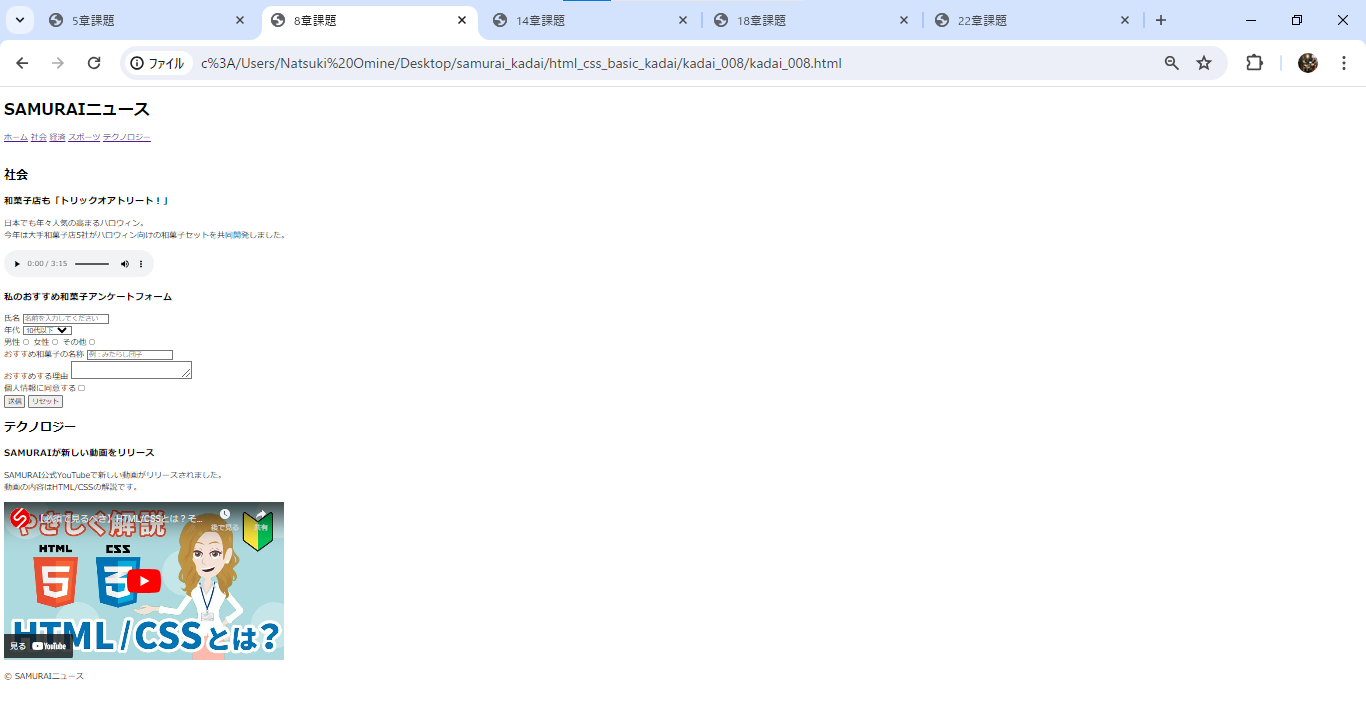 5章課題
8章課題
14章課題
18章課題
22章課題
ファイル c%3A/Users/Natsuki%20Omine/Desktop/samurai_kadai/html_css_basic_kadai/kadai_008/kadai_008.html
SAMURAIニュース
ホーム 社会 経済 スポーツ テクノロジー
社会
和菓子店も「トリックオアトリート！」
日本でも年々人気の高まるハロウィン。
今年は大手和菓子店5社がハロウィン向けの和菓子セットを共同開発しました。
0:00 / 3:15
私のおすすめ和菓子アンケートフォーム
氏名 名前を入力してください
年代 10代以下
男性 女性 その他
おすすめ和菓子の名称 例：みたらし団子
おすすめする理由
個人情報に同意する
送信 リセット
テクノロジー
SAMURAIが新しい動画をリリース
SAMURAI公式YouTubeで新しい動画がリリースされました。
動画の内容はHTML/CSSの解説です。
【必須で見るべき】HTML/CSSとは？そ...
後で見る 共有
やさしく解説
HTML CSS
5 3
HTML/CSSとは？
見る YouTube
© SAMURAIニュース